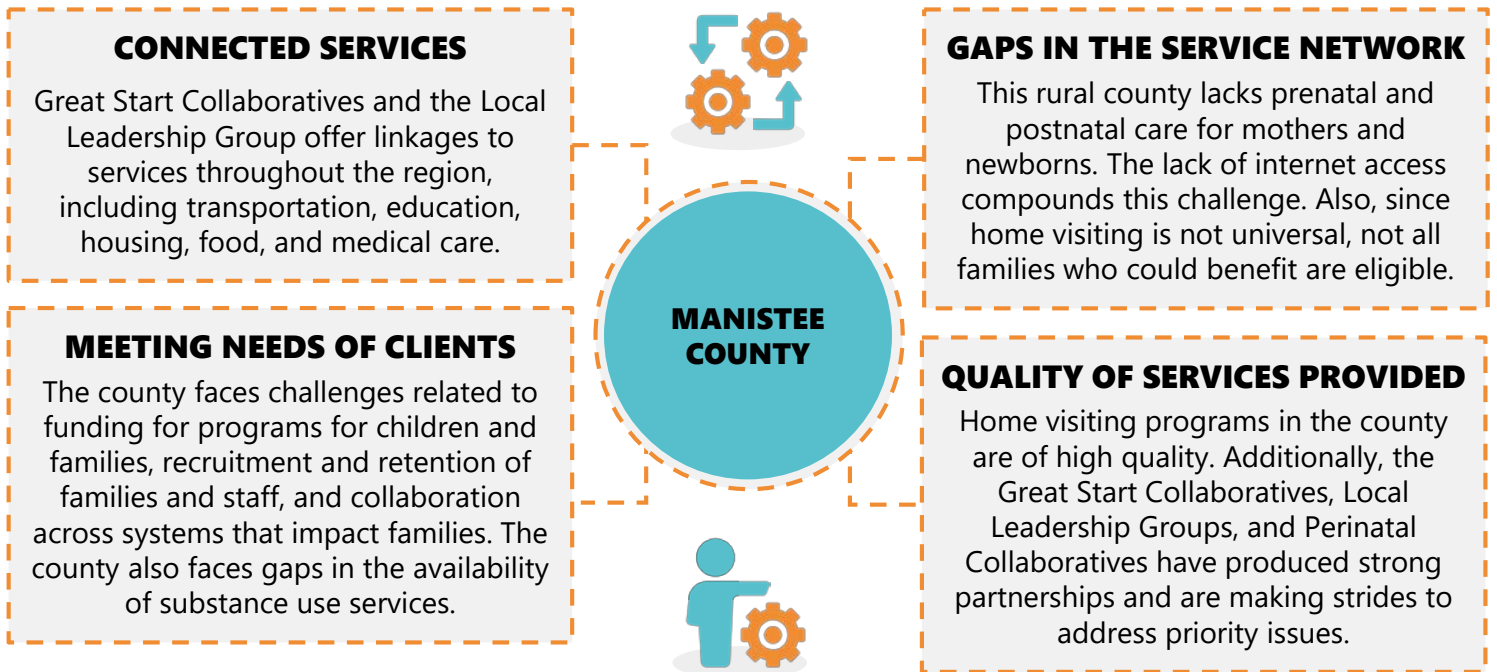 CONNECTED SERVICES
Great Start Collaboratives and the Local
Leadership Group offer linkages to
services throughout the region,
including transportation, education,
housing, food, and medical care.
GAPS IN THE SERVICE NETWORK
This rural county lacks prenatal and
postnatal care for mothers and
newborns. The lack of internet access
compounds this challenge. Also, since
home visiting is not universal, not all
families who could benefit are eligible.
MANISTEE
COUNTY
MEETING NEEDS OF CLIENTS
The county faces challenges related to
funding for programs for children and
families, recruitment and retention of
families and staff, and collaboration
across systems that impact families. The
county also faces gaps in the availability
of substance use services.
QUALITY OF SERVICES PROVIDED
Home visiting programs in the county
are of high quality. Additionally, the
Great Start Collaboratives, Local
Leadership Groups, and Perinatal
Collaboratives have produced strong
partnerships and are making strides to
address priority issues.